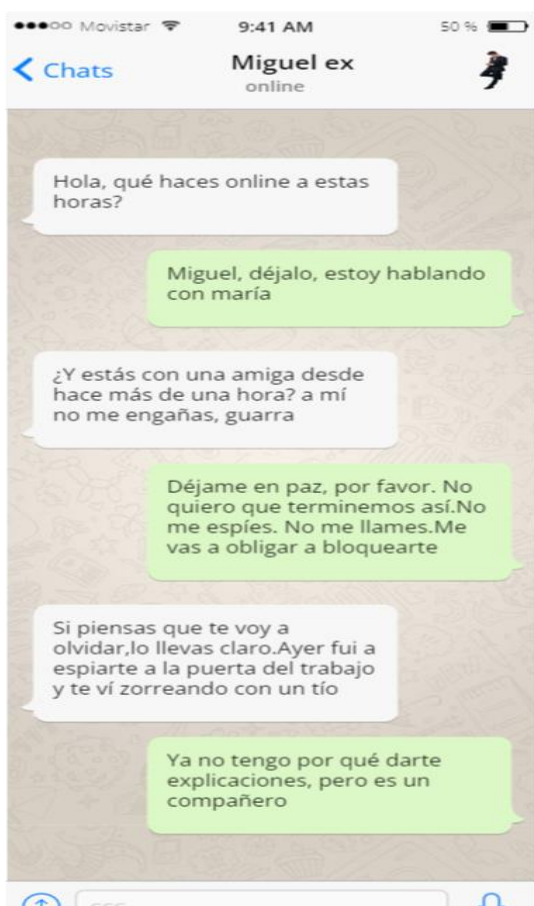 Movistar 9:41 AM 50 %
Chats Miguel ex
online
Hola, qué haces online a estas
horas?
Miguel, déjalo, estoy hablando
con maría
¿Y estás con una amiga desde
hace más de una hora? a mí
no me engañas, guarra
Déjame en paz, por favor. No
quiero que terminemos así.No
me espíes. No me llames.Me
vas a obligar a bloquearte
Si piensas que te voy a
olvidar,lo llevas claro.Ayer fui a
espiarte a la puerta del trabajo
y te ví zorreando con un tío
Ya no tengo por qué darte
explicaciones, pero es un
compañero